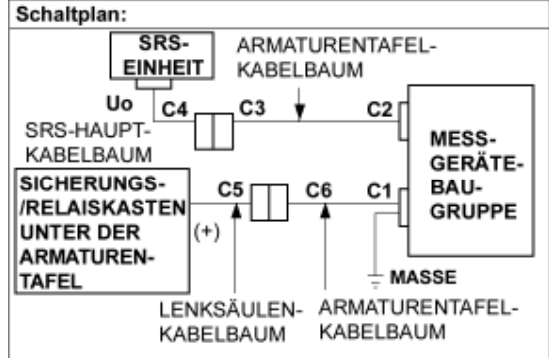 Schaltplan:
SRS-
EINHEIT
ARMATURENTAFEL-
KABELBAUM
Uo
C4
C3
C2
SRS-HAUPT-
KABELBAUM
MESS-
GERÄTE-
BAU-
GRUPPE
SICHERUNGS-
/RELAISKASTEN
UNTER DER
ARMATUREN-
TAFEL
(+)
C5
C6
C1
MASSE
LENKSÄULEN-
KABELBAUM
ARMATURENTAFEL-
KABELBAUM